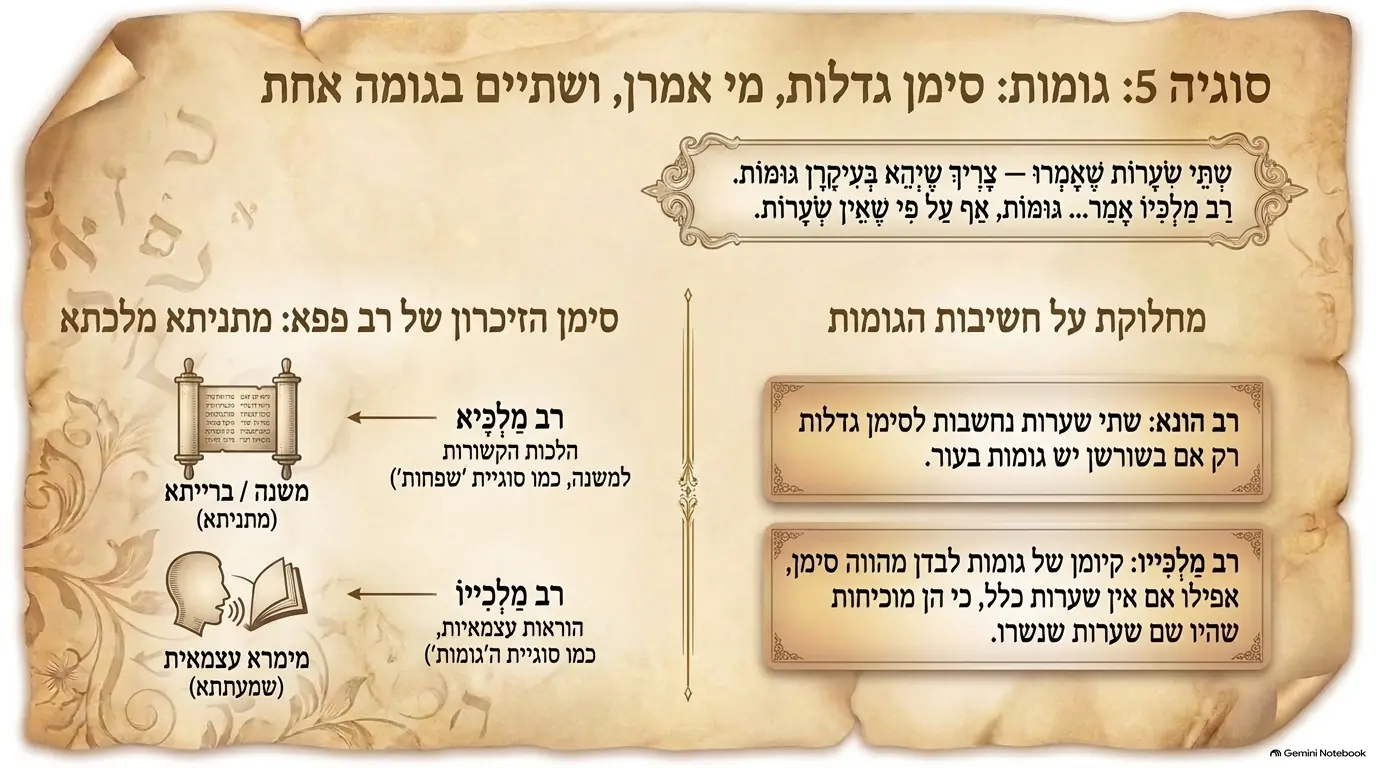 סוגיה 5: גומות: סימן גדלות, מי אמרן, ושתיים בגומה אחת
שְׁתֵּי שְׂעָרוֹת שֶׁאָמְרוּ – צָרִיךְ שֶׁיְּהֵא בְּעִיקָּרָן גּוּמּוֹת.
רַב מַלְכִּיוֹ אָמַר... גּוּמּוֹת, אַף עַל פִּי שֶׁאֵין שְׂעָרוֹת.
מחלוקת על חשיבות הגומות
רב הונא: שתי שערות נחשבות לסימן גדלות
רק אם בשורשן יש גומות בעור.
רב מַלְכִּייו: קיומן של גומות לבדן מהווה סימן,
אפילו אם אין שערות כלל, כי הן מוכיחות
שהיו שם שערות שנשרו.
סימן הזיכרון של רב פפא: מתניתא מלכתא
רב מַלְכִּיָא
הלכות הקשורות
למשנה, כמו סוגיית 'שפחות')
משנה / ברייתא
(מתניתא)
רב מַלְכִּייוֹ
הוראות עצמאיות,
כמו סוגיית ה'גומות')
מימרא עצמאית
(שמעתתא)
Gemini Notebook